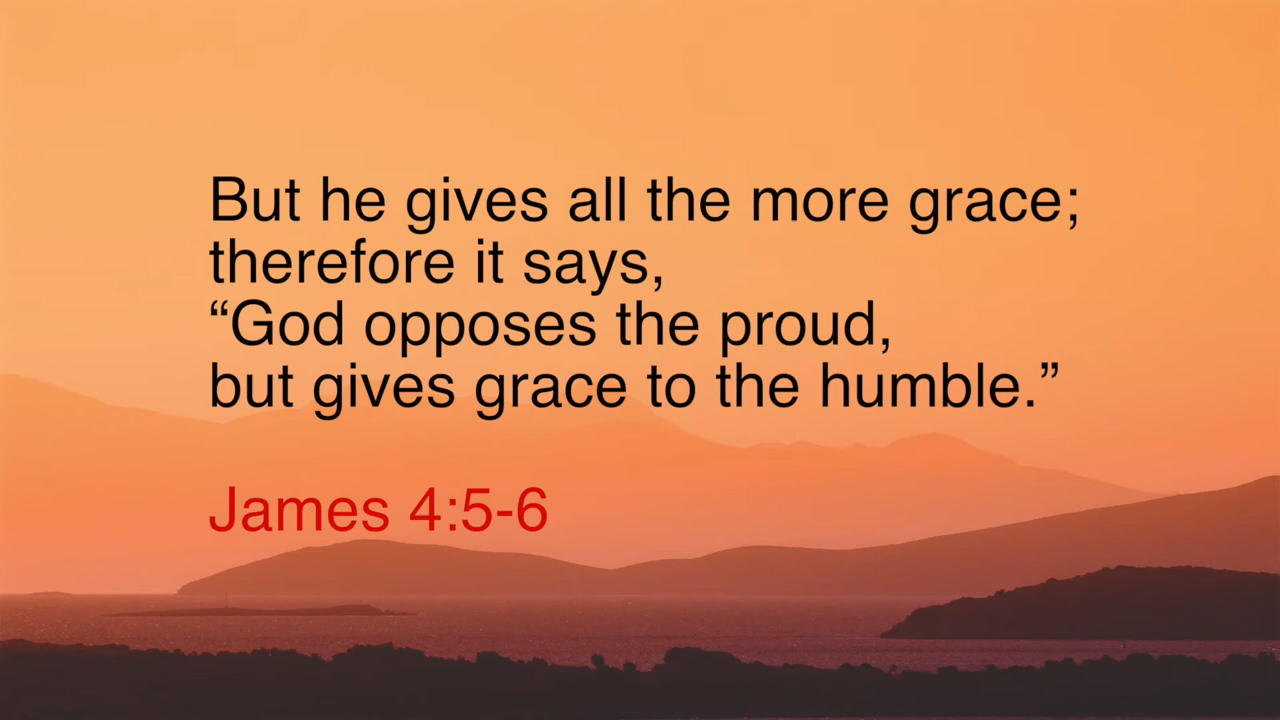 But he gives all the more grace;
therefore it says,
“God opposes the proud,
but gives grace to the humble.”
James 4:5-6